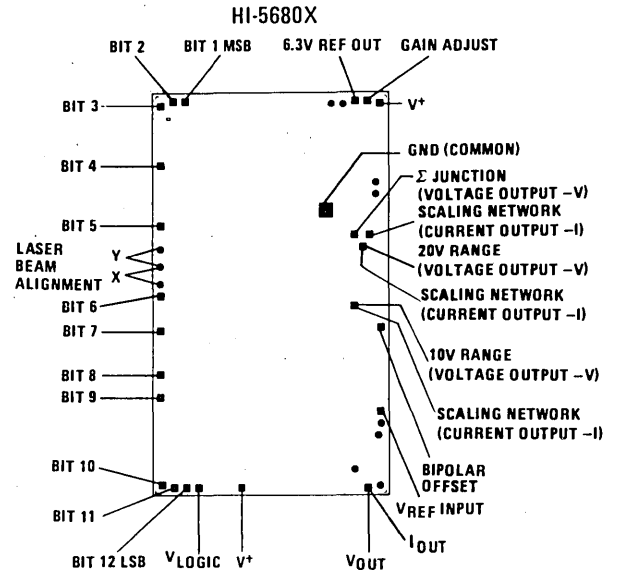 HI-5680X
BIT 2
BIT 1 MSB
6.3V REF OUT
GAIN ADJUST
BIT 3
V+
BIT 4
GND (COMMON)
Σ JUNCTION
(VOLTAGE OUTPUT –V)
SCALING NETWORK
(CURRENT OUTPUT –I)
BIT 5
20V RANGE
(VOLTAGE OUTPUT –V)
LASER
BEAM
ALIGNMENT
Y
X
SCALING NETWORK
(CURRENT OUTPUT –I)
BIT 6
BIT 7
10V RANGE
(VOLTAGE OUTPUT –V)
BIT 8
BIT 9
SCALING NETWORK
(CURRENT OUTPUT –I)
BIT 10
BIPOLAR
OFFSET
BIT 11
VREF INPUT
IOUT
BIT 12 LSB
VLOGIC
V+
VOUT